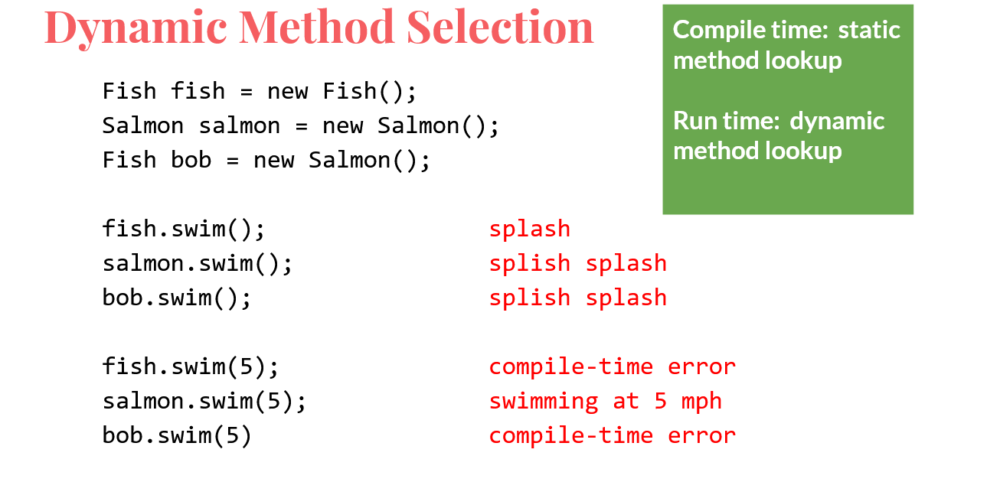 Dynamic Method Selection
Compile time: static
method lookup
Run time: dynamic
method lookup
Fish fish = new Fish();
Salmon salmon = new Salmon();
Fish bob = new Salmon();
fish.swim(); splash
salmon.swim(); splish splash
bob.swim(); splish splash
fish.swim(5); compile-time error
salmon.swim(5); swimming at 5 mph
bob.swim(5) compile-time error